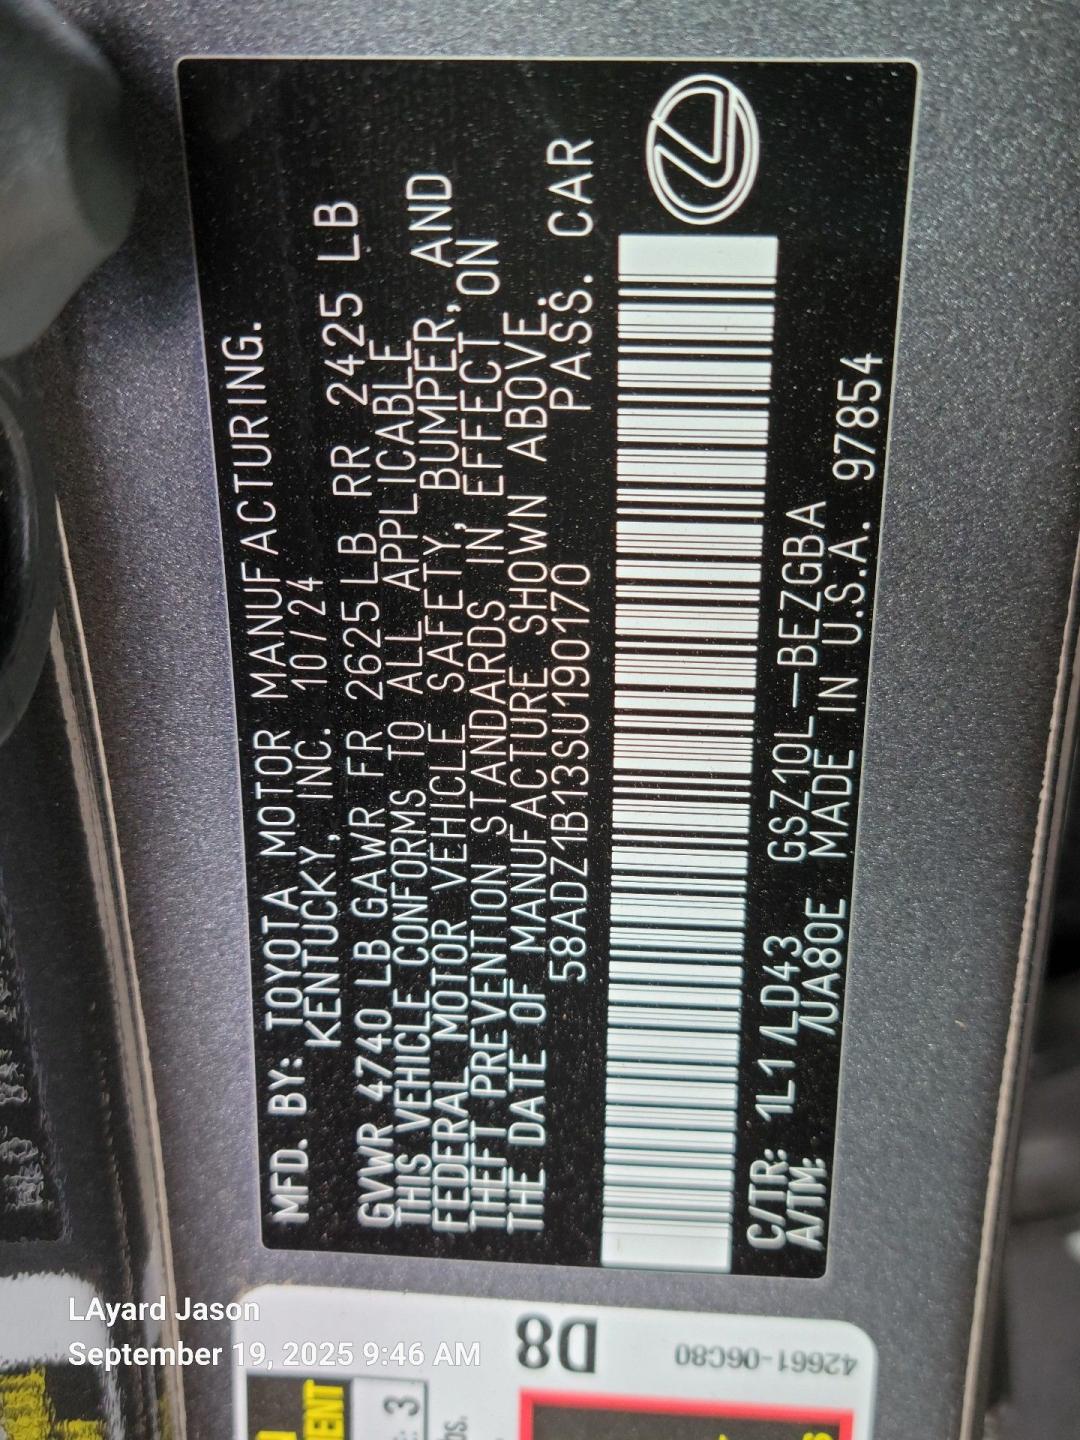 MFD. BY: TOYOTA MOTOR MANUFACTURING.
KENTUCKY, INC. 10/24
GVWR 4740 LB GAWR FR 2625 LB RR 2425 LB
THIS VEHICLE CONFORMS TO ALL APPLICABLE
FEDERAL MOTOR VEHICLE SAFETY, BUMPER, AND
THEFT PREVENTION STANDARDS IN EFFECT ON
THE DATE OF MANUFACTURE SHOWN ABOVE.
58ADZ1B13SU190170 PASS. CAR
C/TR: 1L1 /LD43 GSZ10L-BEZGBA
A/TM: /UA80E MADE IN U.S.A. 97854
D8
42661-06C80
3
LAyard Jason
September 19, 2025 9:46 AM